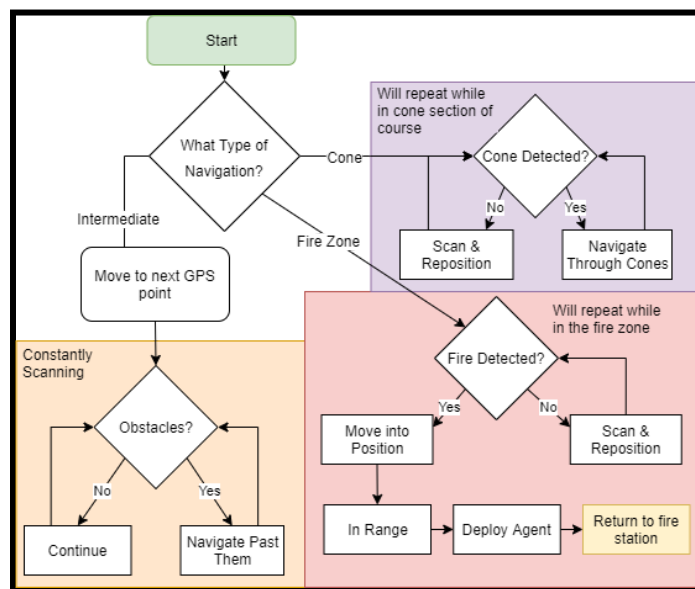 Start
What Type of
Navigation?
Cone
Intermediate
Fire Zone
Will repeat while
in cone section of
course
Cone Detected?
No
Yes
Scan &
Reposition
Navigate
Through Cones
Move to next GPS
point
Constantly
Scanning
Obstacles?
No
Yes
Continue
Navigate Past
Them
Will repeat while
in the fire zone
Fire Detected?
Yes
No
Move into
Position
Scan &
Reposition
In Range
Deploy Agent
Return to fire
station